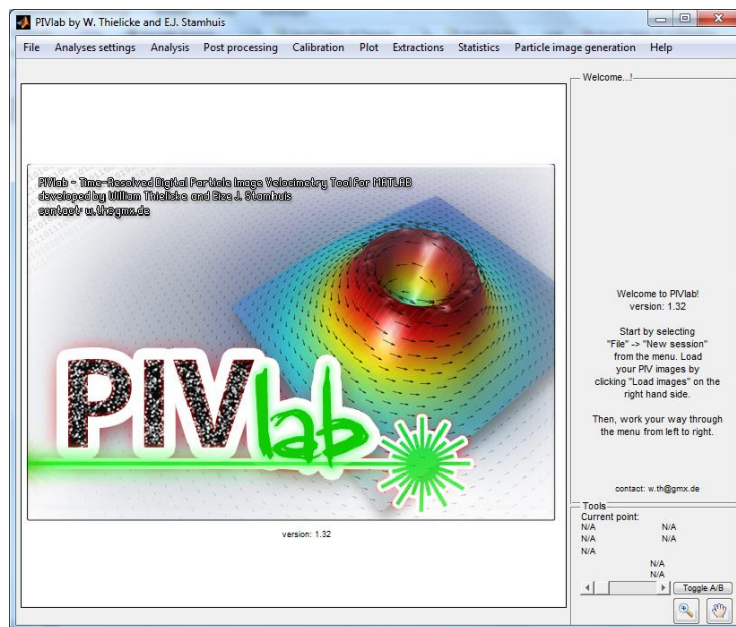 PIVlab by W. Thielicke and E.J. Stamhuis
File Analyses settings Analysis Post processing Calibration Plot Extractions Statistics Particle image generation Help
Welcome...!
PIVlab - Time-Resolved Digital Particle Image Velocimetry Tool for MATLAB
developed by William Thielicke and Eize J. Stamhuis
contact: w.th@gmx.de
PIVlab
version: 1.32
Welcome to PIVlab!
version: 1.32
Start by selecting
"File" -> "New session"
from the menu. Load
your PIV images by
clicking "Load images" on the
right hand side.
Then, work your way through
the menu from left to right.
contact: w.th@gmx.de
Tools
Current point:
N/A N/A
N/A N/A
N/A
N/A
N/A
Toggle A/B